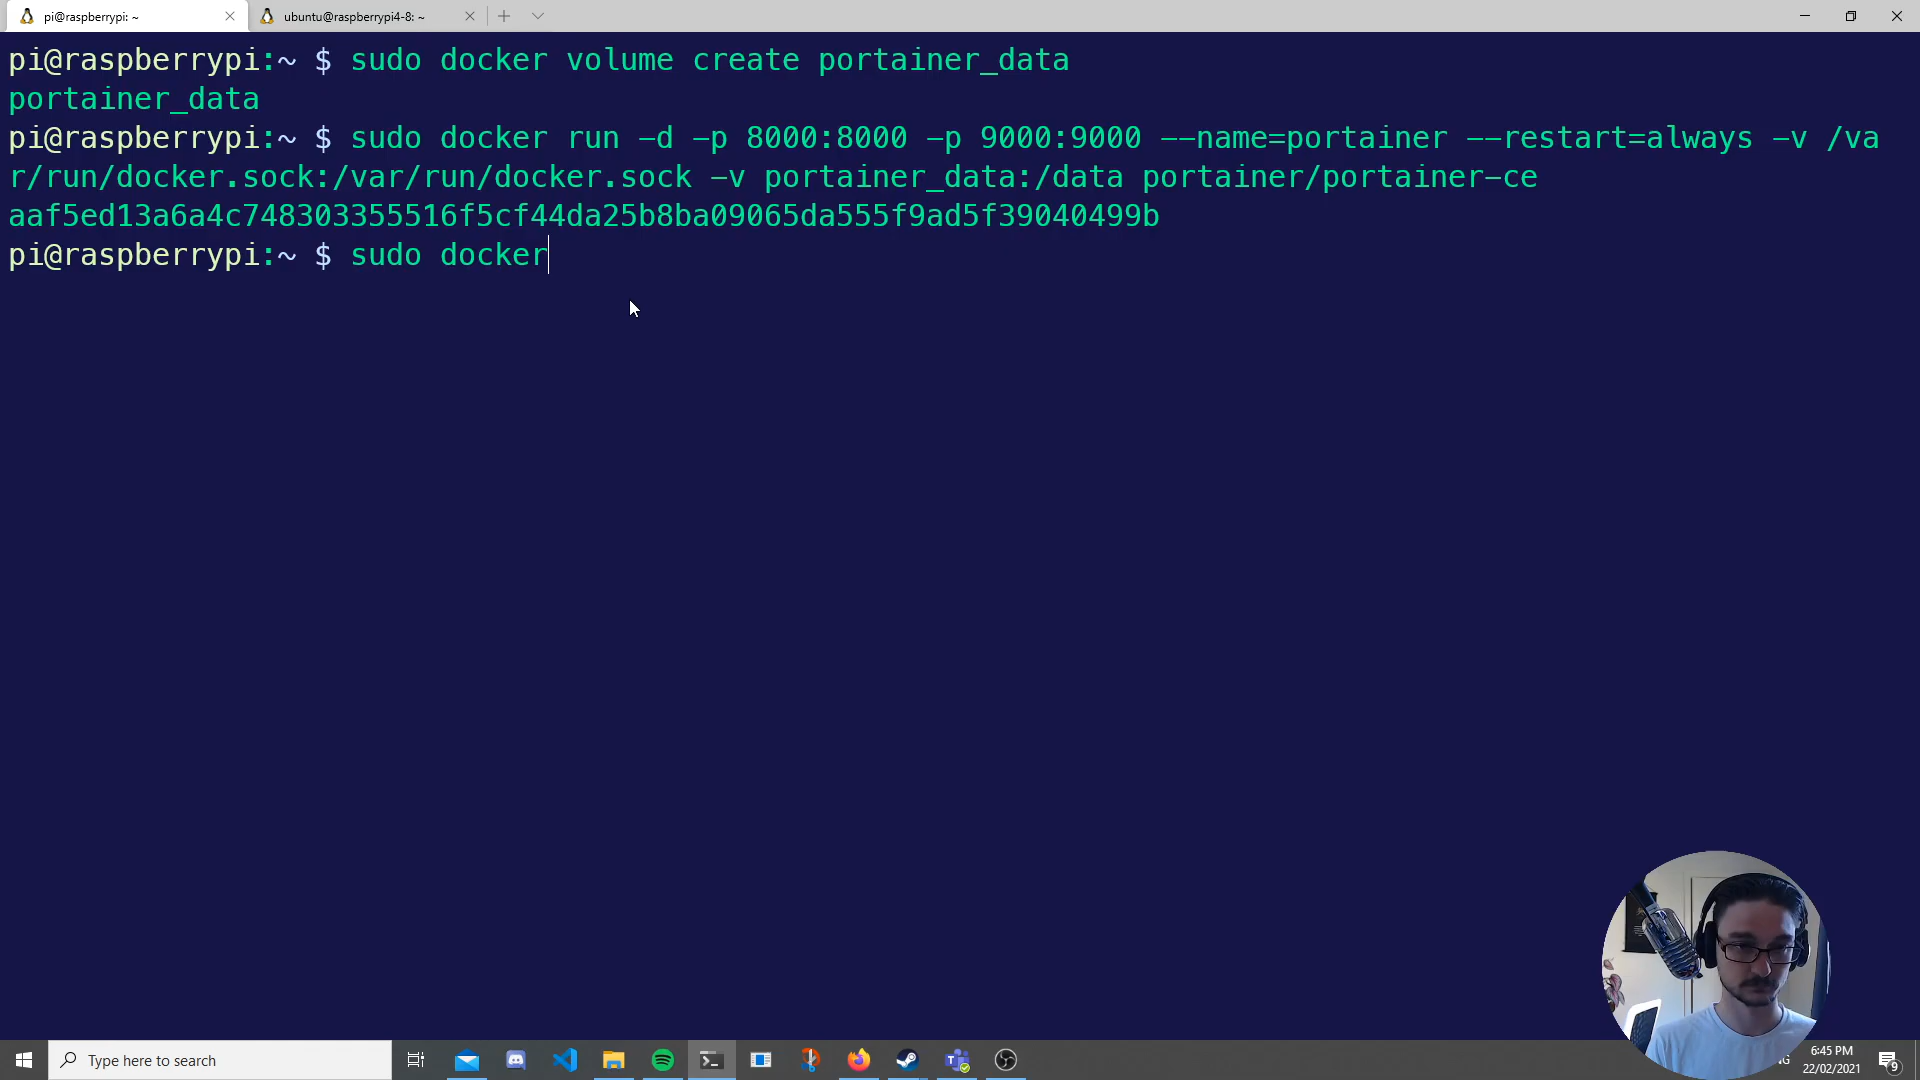 pi@raspberrypi: ~
ubuntu@raspberrypi4-8: ~
pi@raspberrypi:~ $ sudo docker volume create portainer_data
portainer_data
pi@raspberrypi:~ $ sudo docker run -d -p 8000:8000 -p 9000:9000 --name=portainer --restart=always -v /va
r/run/docker.sock:/var/run/docker.sock -v portainer_data:/data portainer/portainer-ce
aaf5ed13a6a4c748303355516f5cf44da25b8ba09065da555f9ad5f39040499b
pi@raspberrypi:~ $ sudo docker
Type here to search
6:45 PM
22/02/2021
9